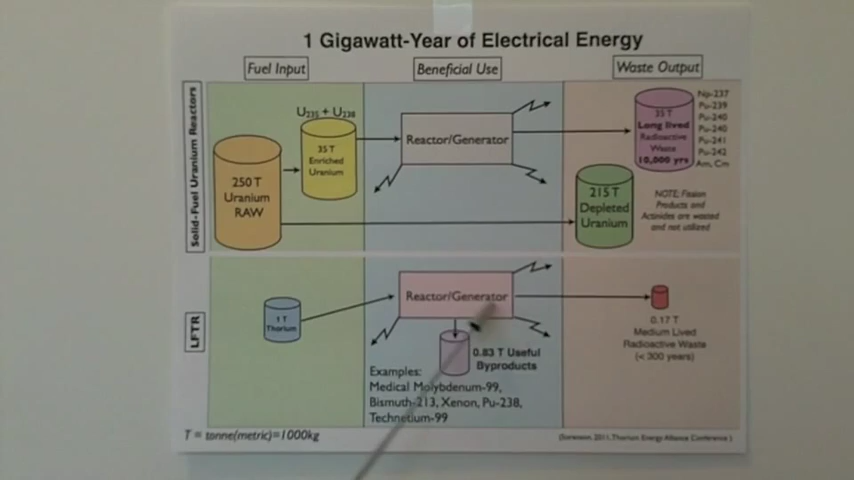 1 Gigawatt-Year of Electrical Energy
Fuel Input
Beneficial Use
Waste Output
Solid-Fuel Uranium Reactors
250 T
Uranium
RAW
U235 + U238
35 T
Enriched
Uranium
Reactor/Generator
35 T
Long lived
Radioactive
Waste
10,000 yrs
Np-237
Pu-239
Pu-240
Pu-240
Pu-241
Pu-242
Am, Cm
215 T
Depleted
Uranium
NOTE: Fission
Products and
Actinides are wasted
and not utilized
LFTR
1 T
Thorium
Reactor/Generator
0.83 T Useful
Byproducts
Examples:
Medical Molybdenum-99,
Bismuth-213, Xenon, Pu-238,
Technetium-99
0.17 T
Medium Lived
Radioactive Waste
(< 300 years)
T = tonne(metric)=1000kg
(Sorensen, 2011, Thorium Energy Alliance Conference)